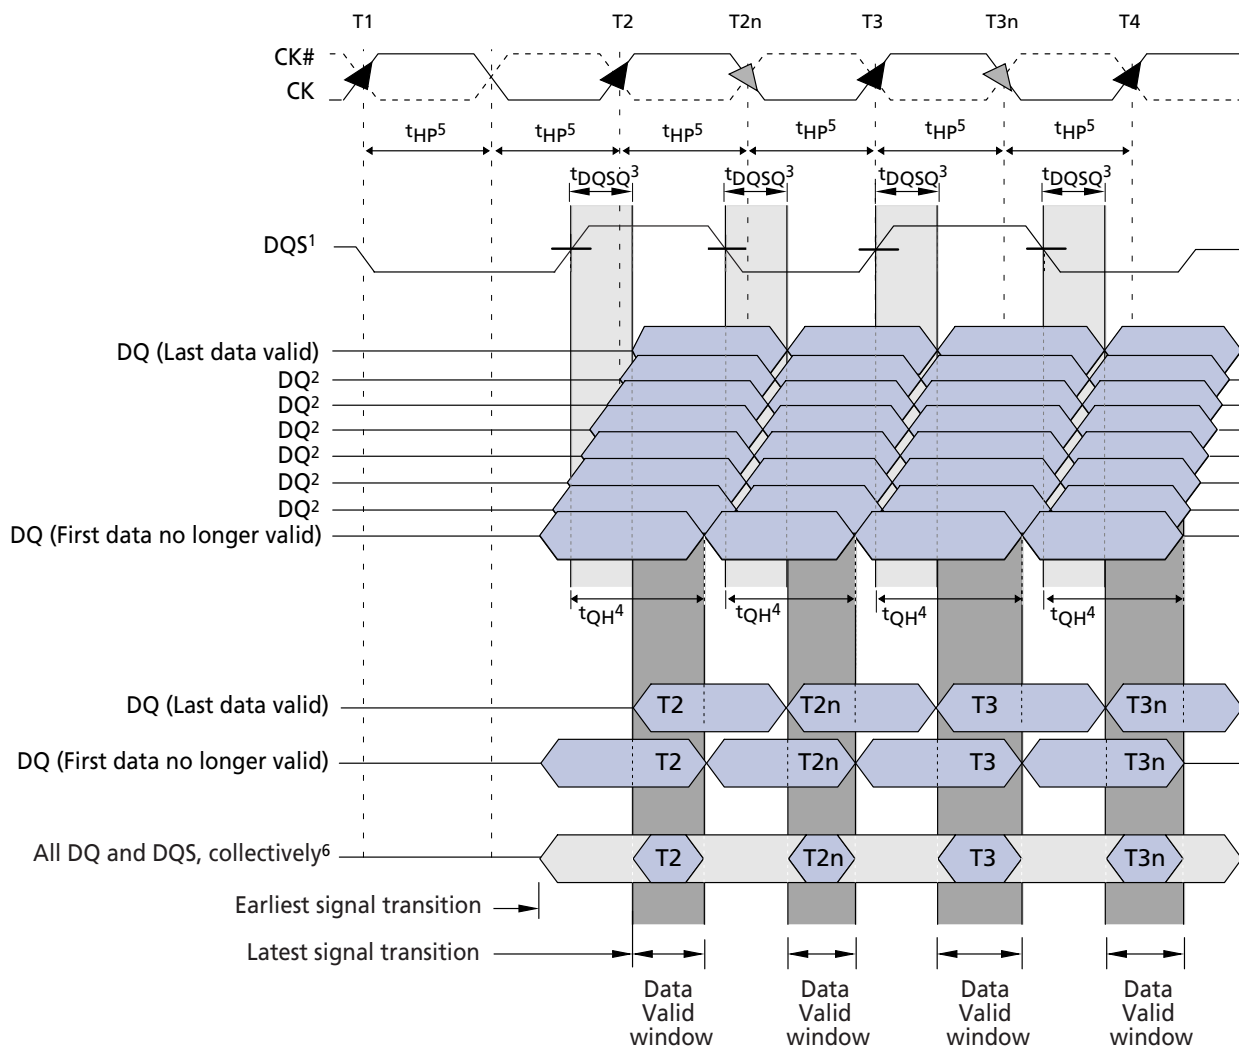 T1 T2 T2n T3 T3n T4
CK#
CK
tHP5 tHP5 tHP5 tHP5 tHP5 tHP5
tDQSQ3 tDQSQ3 tDQSQ3 tDQSQ3
DQS1
DQ (Last data valid)
DQ2
DQ2
DQ2
DQ2
DQ2
DQ2
DQ (First data no longer valid)
tQH4 tQH4 tQH4 tQH4
DQ (Last data valid) T2 T2n T3 T3n
DQ (First data no longer valid) T2 T2n T3 T3n
All DQ and DQS, collectively6 T2 T2n T3 T3n
Earliest signal transition
Latest signal transition
Data Data Data Data
Valid Valid Valid Valid
window window window window